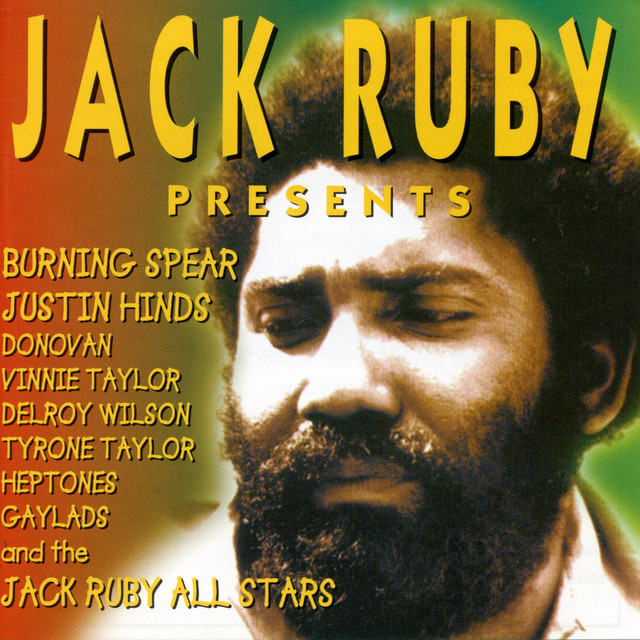 JACK RUBY
PRESENTS
BURNING SPEAR
JUSTIN HINDS
DONOVAN
VINNIE TAYLOR
DELROY WILSON
TYRONE TAYLOR
HEPTONES
GAYLADS
and the
JACK RUBY ALL STARS